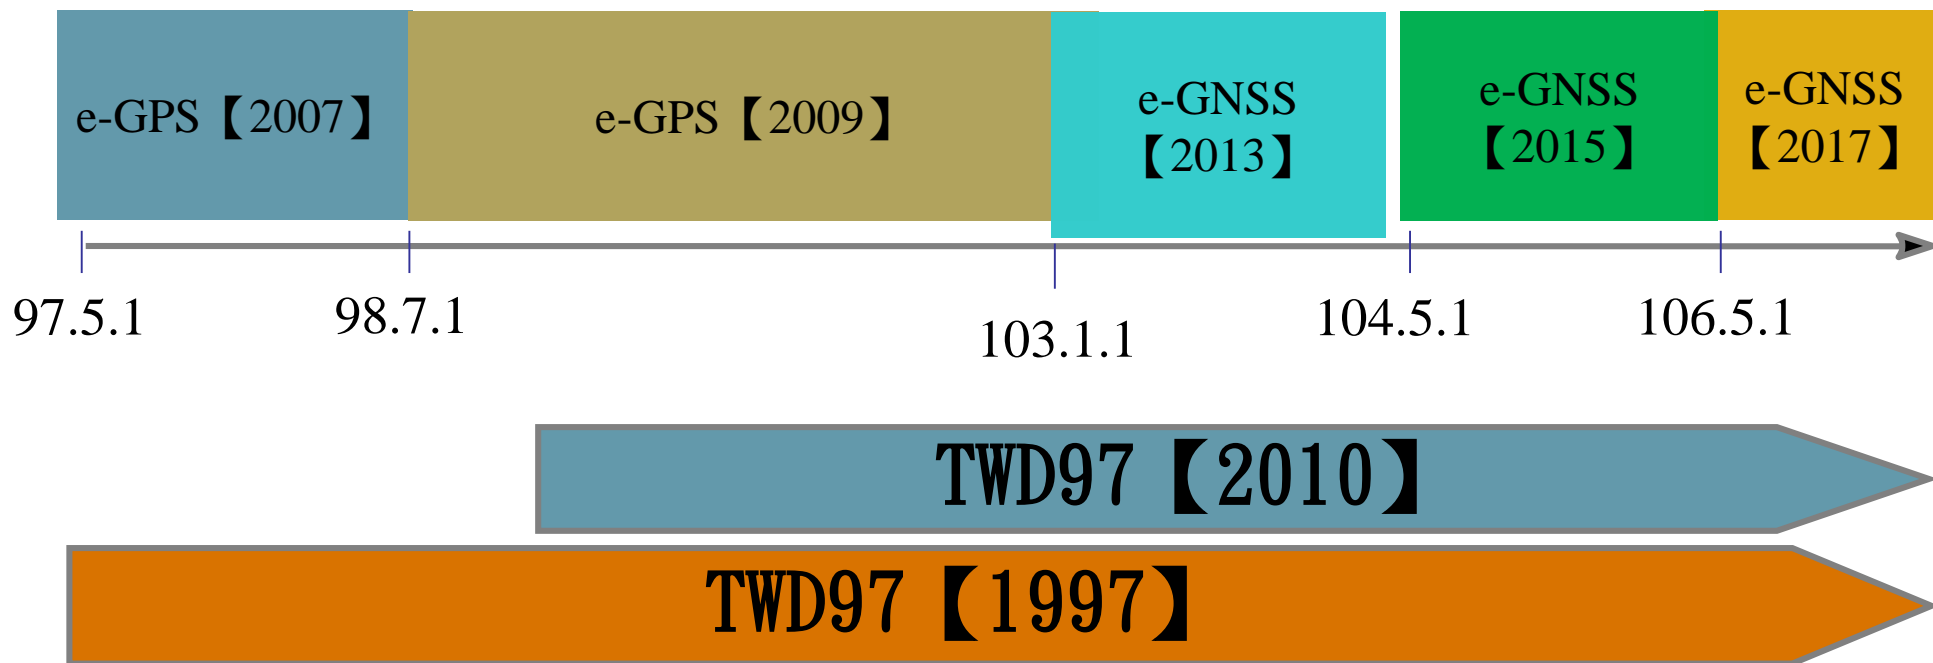 e-GPS【2007】
e-GPS【2009】
e-GNSS
【2013】
e-GNSS
【2015】
e-GNSS
【2017】
97.5.1
98.7.1
103.1.1
104.5.1
106.5.1
TWD97【2010】
TWD97【1997】